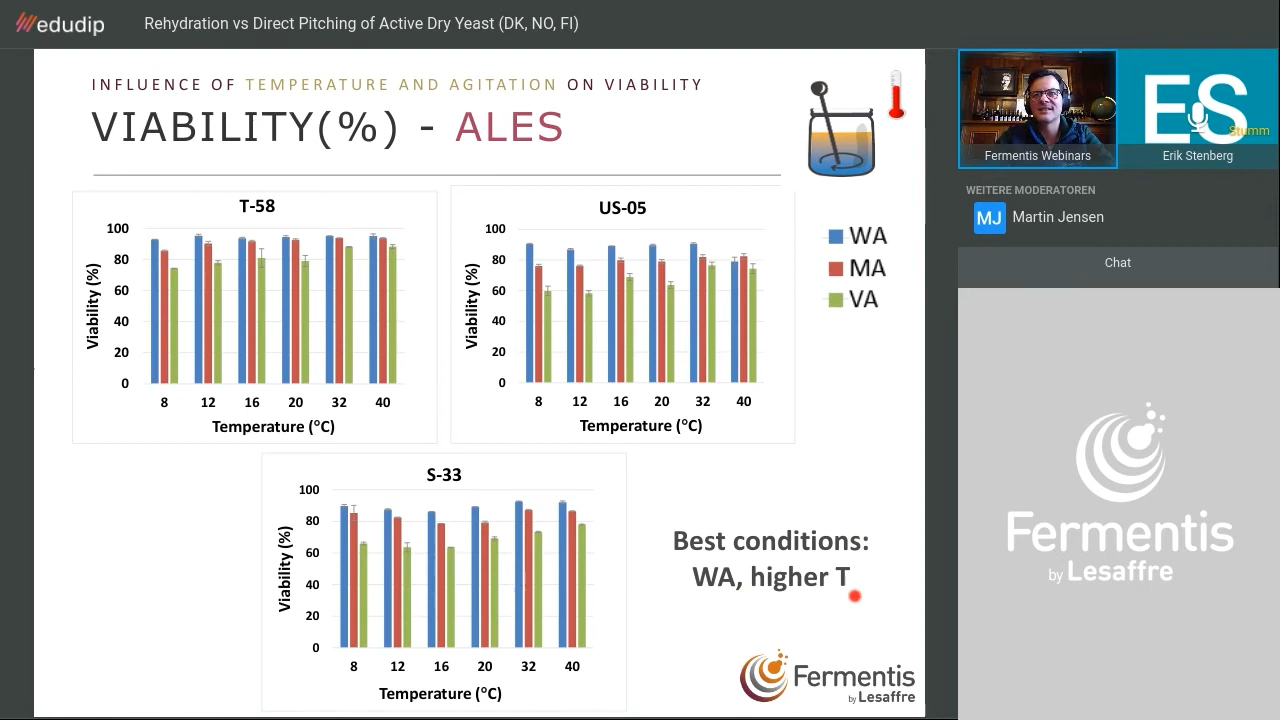 edudip
Rehydration vs Direct Pitching of Active Dry Yeast (DK, NO, FI)
INFLUENCE OF TEMPERATURE AND AGITATION ON VIABILITY
VIABILITY(%) - ALES
T-58
Viability (%)
100
80
60
40
20
0
8 12 16 20 32 40
Temperature (°C)
US-05
Viability (%)
100
80
60
40
20
0
8 12 16 20 32 40
Temperature (°C)
WA
MA
VA
S-33
Viability (%)
100
80
60
40
20
0
8 12 16 20 32 40
Temperature (°C)
Best conditions:
WA, higher T
Fermentis
by Lesaffre
Fermentis Webinars
ES
Stumm
Erik Stenberg
WEITERE MODERATOREN
MJ
Martin Jensen
Chat
Fermentis
by Lesaffre